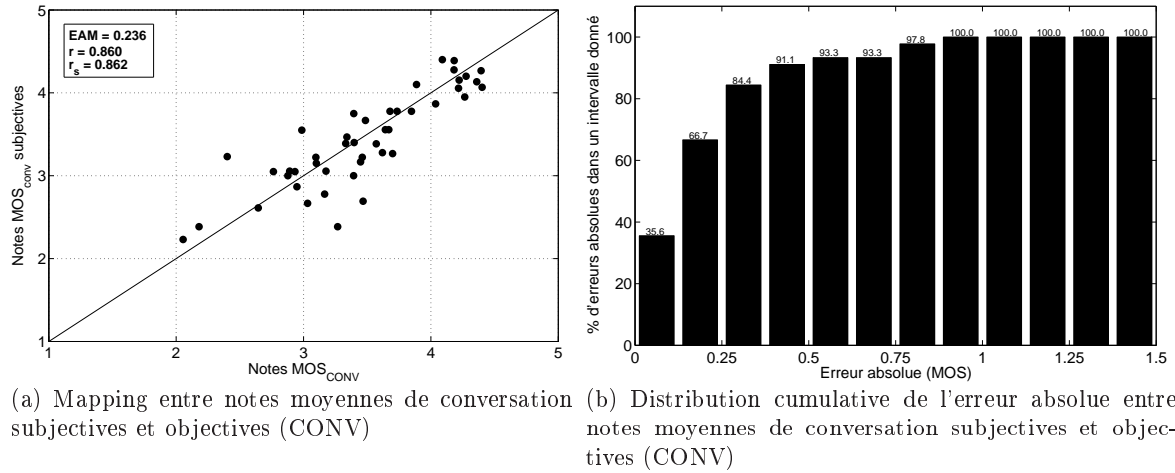 EAM = 0.236
r = 0.860
r_s = 0.862
5
4
3
2
1
Notes MOS_conv subjectives
1 2 3 4 5
Notes MOS_CONV
(a) Mapping entre notes moyennes de conversation
subjectives et objectives (CONV)
100
80
60
40
20
0
% d'erreurs absolues dans un intervalle donné
35.6 66.7 84.4 91.1 93.3 93.3 97.8 100.0 100.0 100.0 100.0 100.0
0 0.25 0.5 0.75 1 1.25 1.5
Erreur absolue (MOS)
(b) Distribution cumulative de l'erreur absolue entre
notes moyennes de conversation subjectives et objec-
tives (CONV)